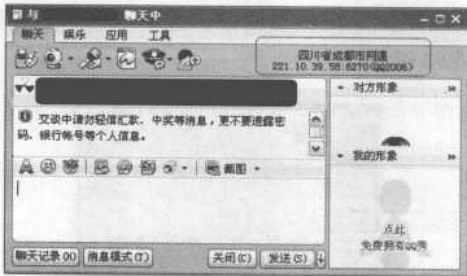 与 聊天中
聊天 娱乐 应用 工具
四川省成都市网通
221.10.39.58:6270(QQ2006)
对方形象
交谈中请勿轻信汇款、中奖等消息，更不要透露密
码、银行帐号等个人信息。
我的形象
截图
点此
免费拥有QQ秀
聊天记录(H) 消息模式(T) 关闭(C) 发送(S)